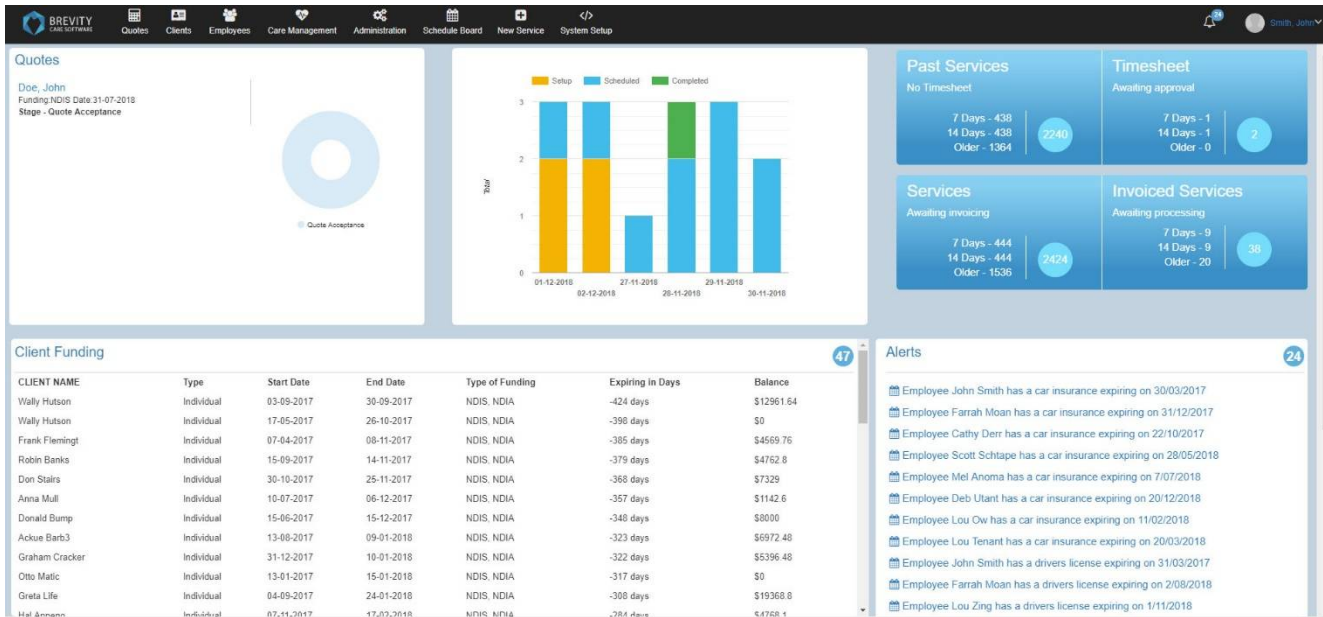 BREVITY
CARE SOFTWARE
Quotes Clients Employees Care Management Administration Schedule Board New Service System Setup
24
Smith, John
Quotes
Doe, John
Funding:NDIS Date:31-07-2018
Stage - Quote Acceptance
Quote Acceptance
Setup Scheduled Completed
Total
3
2
1
0
01-12-2018 27-11-2018 29-11-2018
02-12-2018 28-11-2018 30-11-2018
Past Services
No Timesheet
7 Days - 438
14 Days - 438
Older - 1364
2240
Timesheet
Awaiting approval
7 Days - 1
14 Days - 1
Older - 0
2
Services
Awaiting invoicing
7 Days - 444
14 Days - 444
Older - 1536
2424
Invoiced Services
Awaiting processing
7 Days - 9
14 Days - 9
Older - 20
38
Client Funding 47
CLIENT NAME Type Start Date End Date Type of Funding Expiring in Days Balance
Wally Hutson Individual 03-09-2017 30-09-2017 NDIS, NDIA -424 days $12961.64
Wally Hutson Individual 17-05-2017 26-10-2017 NDIS, NDIA -398 days $0
Frank Flemingt Individual 07-04-2017 08-11-2017 NDIS, NDIA -385 days $4569.76
Robin Banks Individual 15-09-2017 14-11-2017 NDIS, NDIA -379 days $4762.8
Don Stairs Individual 30-10-2017 25-11-2017 NDIS, NDIA -368 days $7329
Anna Mull Individual 10-07-2017 06-12-2017 NDIS, NDIA -357 days $1142.6
Donald Bump Individual 15-06-2017 15-12-2017 NDIS, NDIA -348 days $8000
Ackue Barb3 Individual 13-08-2017 09-01-2018 NDIS, NDIA -323 days $6972.48
Graham Cracker Individual 31-12-2017 10-01-2018 NDIS, NDIA -322 days $5396.48
Otto Matic Individual 13-01-2017 15-01-2018 NDIS, NDIA -317 days $0
Greta Life Individual 04-09-2017 24-01-2018 NDIS, NDIA -308 days $19368.8
Hal Appeno Individual 07-11-2017 17-02-2018 NDIS, NDIA -284 days $4768.1
Alerts 24
Employee John Smith has a car insurance expiring on 30/03/2017
Employee Farrah Moan has a car insurance expiring on 31/12/2017
Employee Cathy Derr has a car insurance expiring on 22/10/2017
Employee Scott Schtape has a car insurance expiring on 28/05/2018
Employee Mel Anoma has a car insurance expiring on 7/07/2018
Employee Deb Utant has a car insurance expiring on 20/12/2018
Employee Lou Ow has a car insurance expiring on 11/02/2018
Employee Lou Tenant has a car insurance expiring on 20/03/2018
Employee John Smith has a drivers license expiring on 31/03/2017
Employee Farrah Moan has a drivers license expiring on 2/08/2018
Employee Lou Zing has a drivers license expiring on 1/11/2018